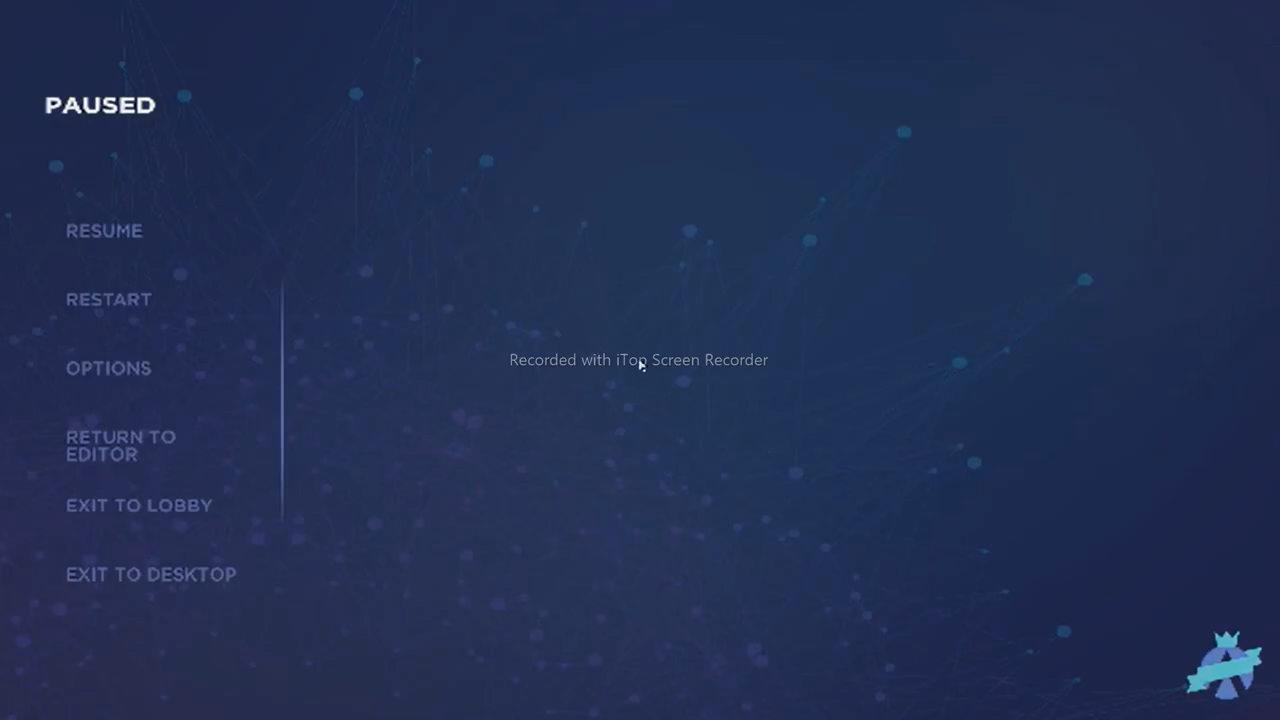 PAUSED
RESUME
RESTART
Recorded with iTop Screen Recorder
OPTIONS
RETURN TO
EDITOR
EXIT TO LOBBY
EXIT TO DESKTOP